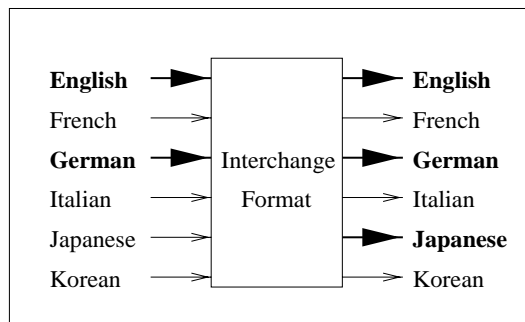 English
French
German
Italian
Japanese
Korean
Interchange
Format
English
French
German
Italian
Japanese
Korean